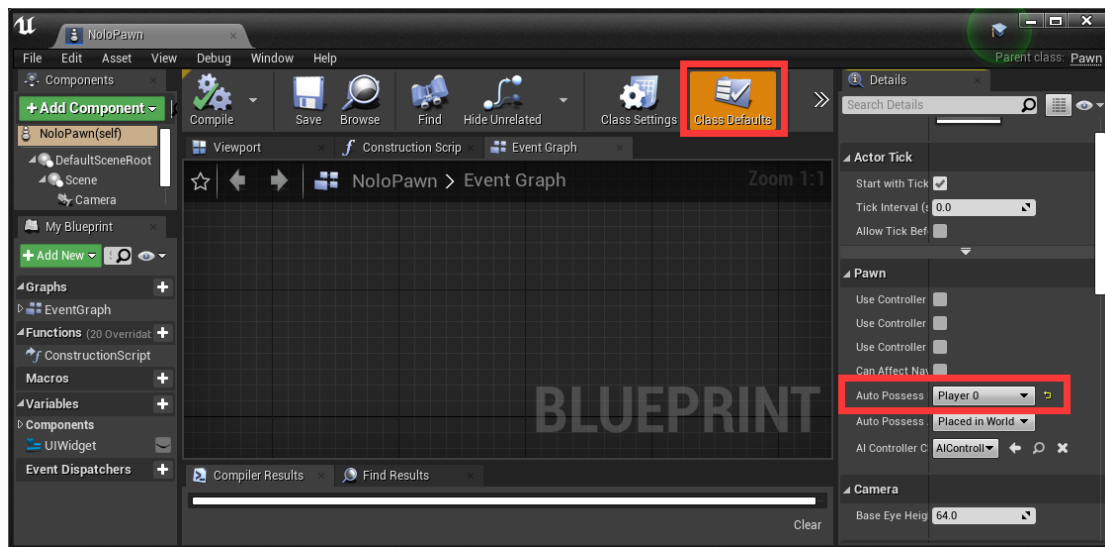 NoloPawn
File Edit Asset View Debug Window Help
Parent class: Pawn
Components
+Add Component
NoloPawn(self)
DefaultSceneRoot
Scene
Camera
My Blueprint
+Add New
Graphs
EventGraph
Functions (20 Overridab
ConstructionScript
Macros
Variables
Components
UIWidget
Event Dispatchers
Compile
Save
Browse
Find
Hide Unrelated
Class Settings
Class Defaults
Viewport
Construction Scrip
Event Graph
NoloPawn > Event Graph
Zoom 1:1
BLUEPRINT
Compiler Results
Find Results
Clear
Details
Search Details
Actor Tick
Start with Tick
Tick Interval (s 0.0
Allow Tick Bef
Pawn
Use Controller
Use Controller
Use Controller
Can Affect Nav
Auto Possess Player 0
Auto Possess Placed in World
AI Controller C AIControll
Camera
Base Eye Heig 64.0